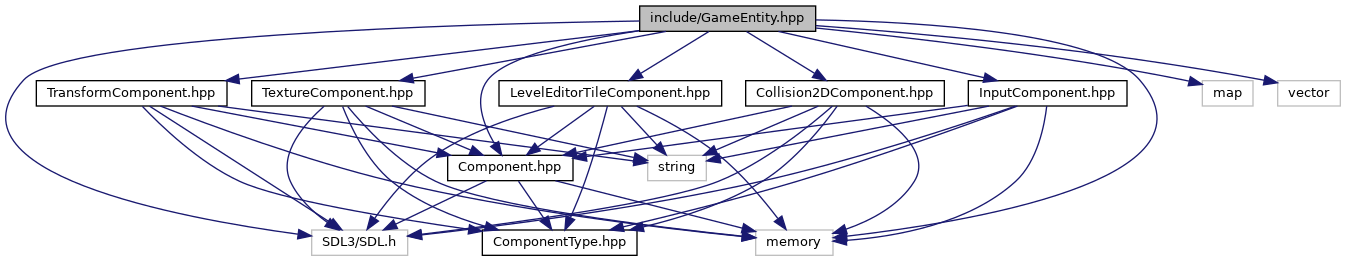 include/GameEntity.hpp
TransformComponent.hpp
TextureComponent.hpp
LevelEditorTileComponent.hpp
Collision2DComponent.hpp
InputComponent.hpp
map
vector
Component.hpp
string
SDL3/SDL.h
ComponentType.hpp
memory